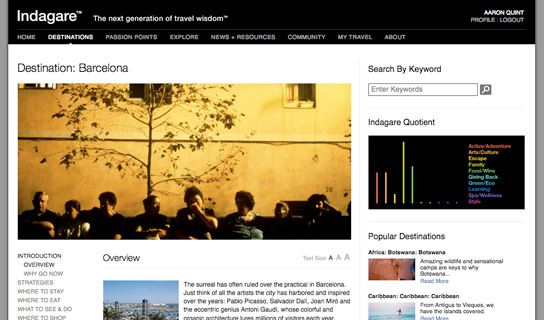 Indagare™ The next generation of travel wisdom™
AARON QUINT
PROFILE | LOGOUT
HOME DESTINATIONS PASSION POINTS EXPLORE NEWS + RESOURCES COMMUNITY MY TRAVEL ABOUT
Destination: Barcelona
INTRODUCTION
OVERVIEW
WHY GO NOW
STRATEGIES
WHERE TO STAY
WHERE TO EAT
WHAT TO SEE & DO
WHERE TO SHOP
Overview
Text Size A A A
The surreal has often ruled over the practical in Barcelona.
Just think of all the artists the city has harbored and inspired
over the years: Pablo Picasso, Salvador Dalí, Joan Miró and
the eccentric genius Antoni Gaudí, whose colorful and
organic architecture lures millions of visitors each year.
Search By Keyword
Enter Keywords
Indagare Quotient
Active/Adventure
Arts/Culture
Escape
Family
Food/Wine
Giving Back
Green/Eco
Learning
Spa/Wellness
Style
Popular Destinations
Africa: Botswana: Botswana
Amazing wildlife and sensational
camps are keys to why
Botswana...
Read More
Caribbean: Caribbean: Caribbean
From Antigua to Vieques, we
have the islands covered.
Read More